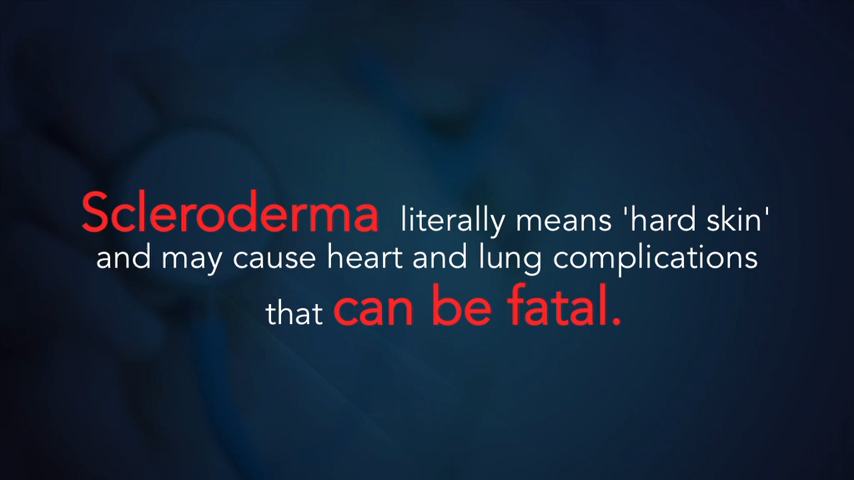 Scleroderma literally means 'hard skin'
and may cause heart and lung complications
that can be fatal.